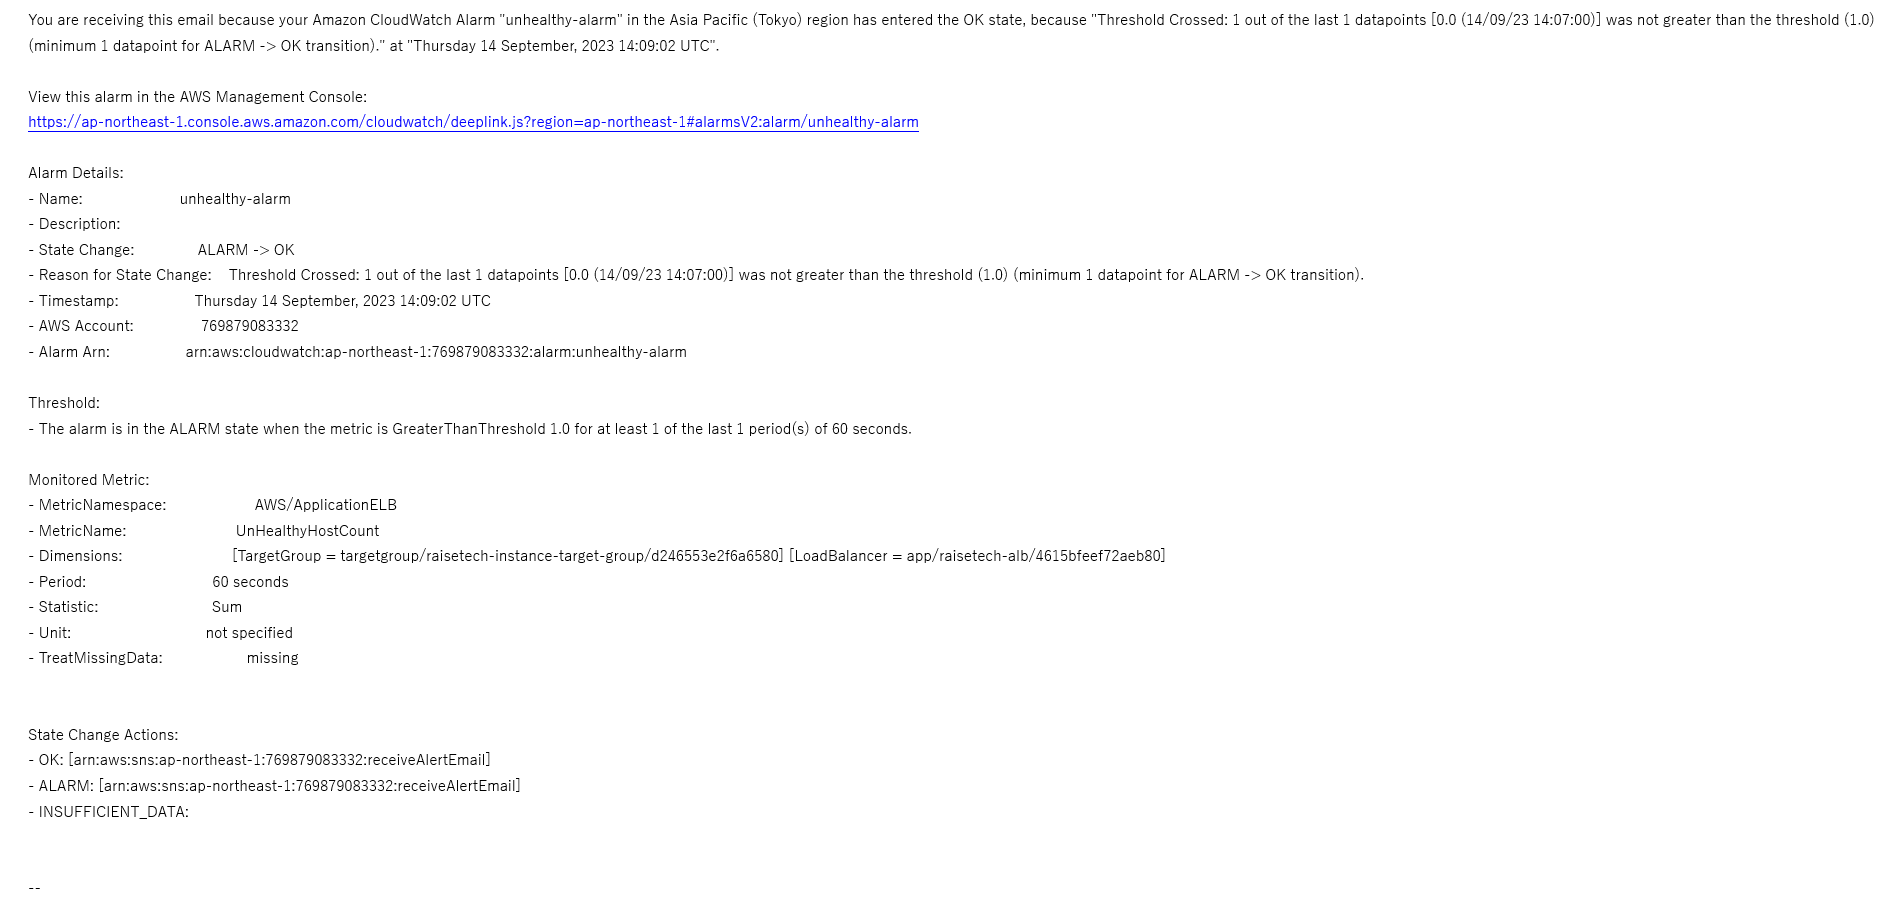 You are receiving this email because your Amazon CloudWatch Alarm "unhealthy-alarm" in the Asia Pacific (Tokyo) region has entered the OK state, because "Threshold Crossed: 1 out of the last 1 datapoints [0.0 (14/09/23 14:07:00)] was not greater than the threshold (1.0)
(minimum 1 datapoint for ALARM -> OK transition)." at "Thursday 14 September, 2023 14:09:02 UTC".
View this alarm in the AWS Management Console:
https://ap-northeast-1.console.aws.amazon.com/cloudwatch/deeplink.js?region=ap-northeast-1#alarmsV2:alarm/unhealthy-alarm
Alarm Details:
- Name: unhealthy-alarm
- Description:
- State Change: ALARM -> OK
- Reason for State Change: Threshold Crossed: 1 out of the last 1 datapoints [0.0 (14/09/23 14:07:00)] was not greater than the threshold (1.0) (minimum 1 datapoint for ALARM -> OK transition).
- Timestamp: Thursday 14 September, 2023 14:09:02 UTC
- AWS Account: 769879083332
- Alarm Arn: arn:aws:cloudwatch:ap-northeast-1:769879083332:alarm:unhealthy-alarm
Threshold:
- The alarm is in the ALARM state when the metric is GreaterThanThreshold 1.0 for at least 1 of the last 1 period(s) of 60 seconds.
Monitored Metric:
- MetricNamespace: AWS/ApplicationELB
- MetricName: UnHealthyHostCount
- Dimensions: [TargetGroup = targetgroup/raisetech-instance-target-group/d246553e2f6a6580] [LoadBalancer = app/raisetech-alb/4615bfeef72aeb80]
- Period: 60 seconds
- Statistic: Sum
- Unit: not specified
- TreatMissingData: missing
State Change Actions:
- OK: [arn:aws:sns:ap-northeast-1:769879083332:receiveAlertEmail]
- ALARM: [arn:aws:sns:ap-northeast-1:769879083332:receiveAlertEmail]
- INSUFFICIENT_DATA:
--